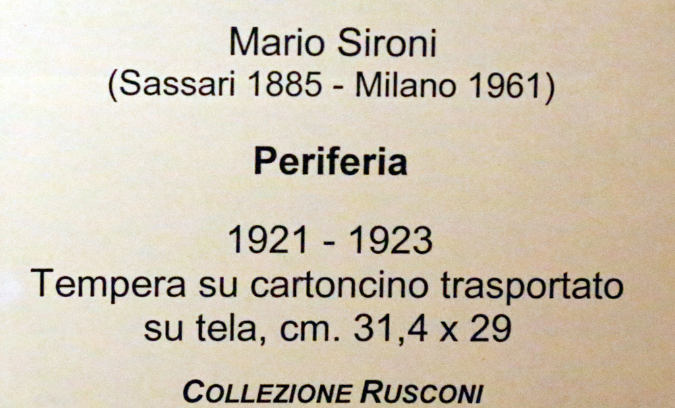 Mario Sironi
(Sassari 1885 - Milano 1961)
Periferia
1921 - 1923
Tempera su cartoncino trasportato
su tela, cm. 31,4 x 29
COLLEZIONE RUSCONI